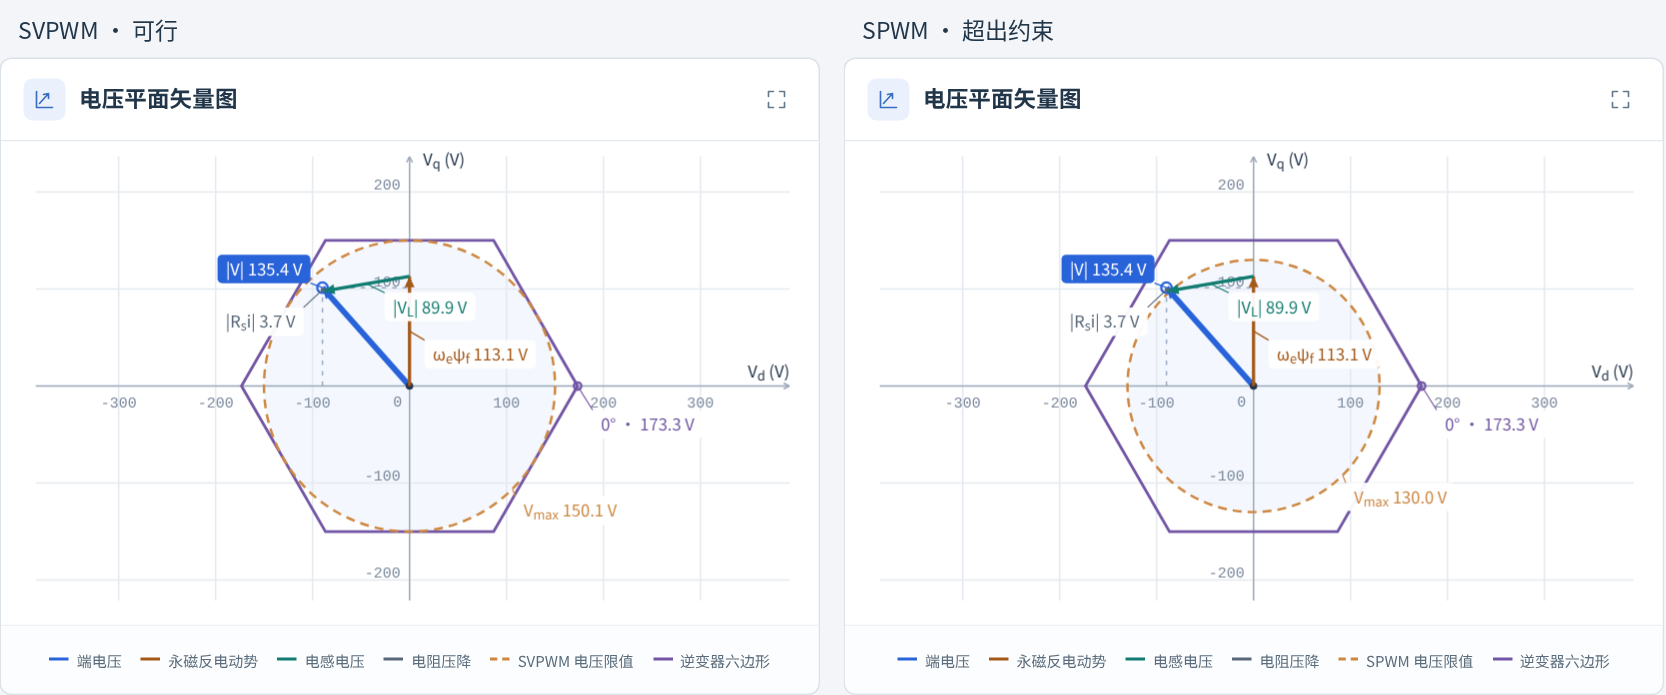 SVPWM • 可行
电压平面矢量图
Vq (V)
200
|V| 135.4 V
100
|VL| 89.9 V
|Rsi| 3.7 V
ωeψf 113.1 V
Vd (V)
-300
-200
-100
0
100
200
300
0° • 173.3 V
-100
Vmax 150.1 V
-200
端电压
永磁反电动势
电感电压
电阻压降
SVPWM 电压限值
逆变器六边形
SPWM • 超出约束
电压平面矢量图
Vq (V)
200
|V| 135.4 V
100
|VL| 89.9 V
|Rsi| 3.7 V
ωeψf 113.1 V
Vd (V)
-300
-200
-100
0
100
200
300
0° • 173.3 V
-100
Vmax 130.0 V
-200
端电压
永磁反电动势
电感电压
电阻压降
SPWM 电压限值
逆变器六边形